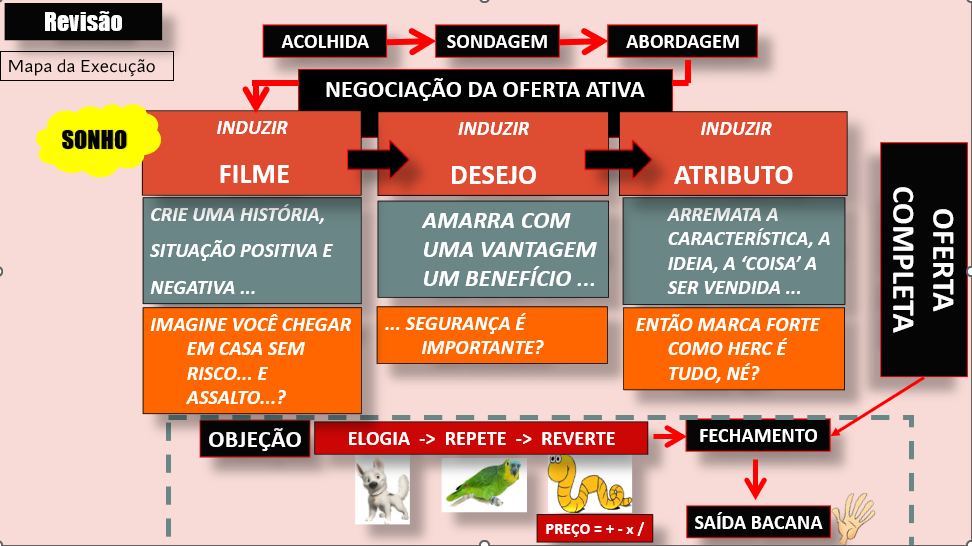 Revisão
Mapa da Execução
ACOLHIDA
SONDAGEM
ABORDAGEM
NEGOCIAÇÃO DA OFERTA ATIVA
SONHO
INDUZIR
FILME
INDUZIR
DESEJO
INDUZIR
ATRIBUTO
CRIE UMA HISTÓRIA,
SITUAÇÃO POSITIVA E
NEGATIVA ...
AMARRA COM
UMA VANTAGEM
UM BENEFÍCIO ...
ARREMATA A
CARACTERÍSTICA, A
IDEIA, A ‘COISA’ A
SER VENDIDA ...
IMAGINE VOCÊ CHEGAR
EM CASA SEM
RISCO... E
ASSALTO...?
... SEGURANÇA É
IMPORTANTE?
ENTÃO MARCA FORTE
COMO HERC É
TUDO, NÉ?
OFERTA
COMPLETA
OBJEÇÃO
ELOGIA -> REPETE -> REVERTE
FECHAMENTO
PREÇO = + - x /
SAÍDA BACANA